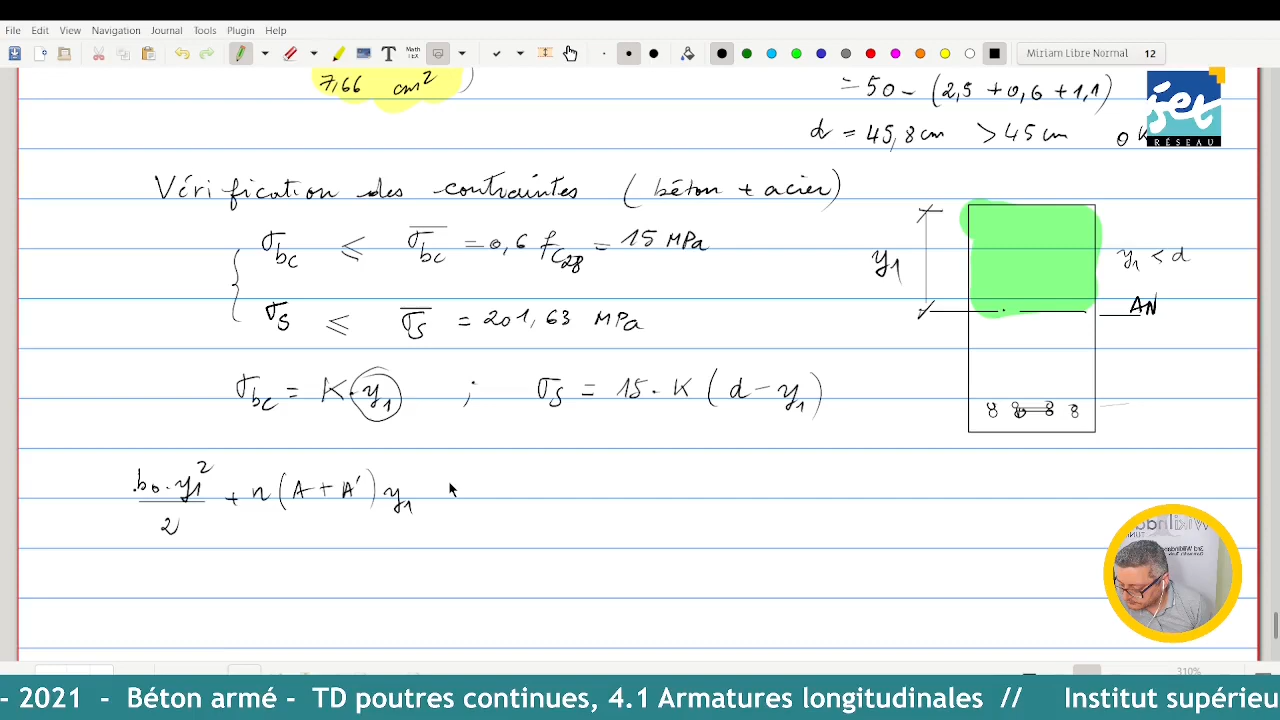 File Edit View Navigation Journal Tools Plugin Help
Miriam Libre Normal 12
7,66 cm²
= 50 - (2,5 + 0,6 + 1,1)
d = 45,8 cm > 45 cm
iset
RÉSEAU
Vérification des contraintes (béton + acier)
σbc ⩽ σ̅bc = 0,6 fc28 = 15 MPa
σs ⩽ σ̅s = 201,63 MPa
y1
y1 < d
AN
σbc = K·y1 ; σs = 15 · K (d - y1)
b0·y1²/2 + n (A + A') y1
310%
- 2021 - Béton armé - TD poutres continues, 4.1 Armatures longitudinales // Institut supérieu